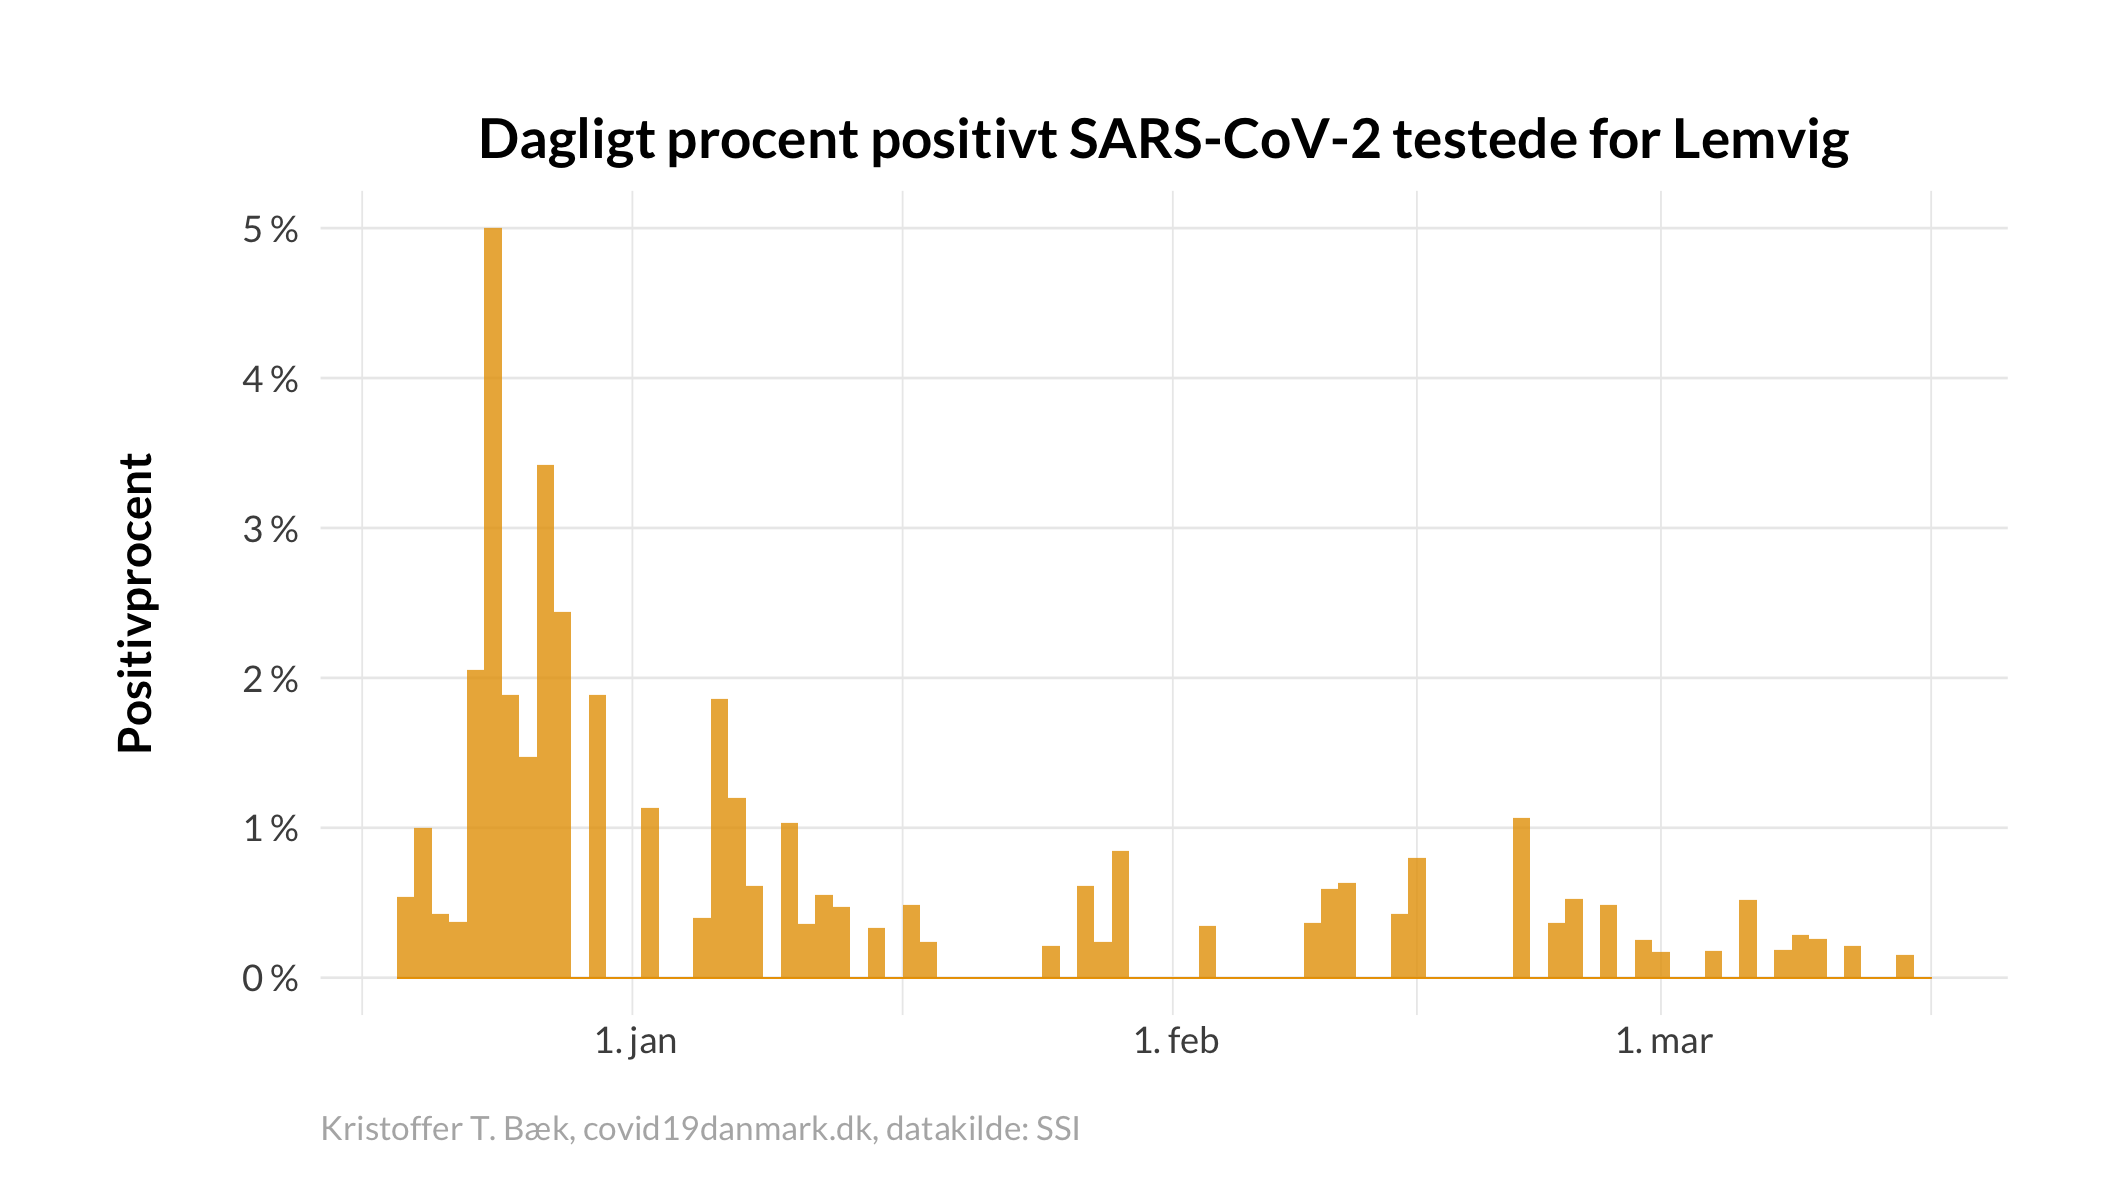 Dagligt procent positivt SARS-CoV-2 testede for Lemvig
Positivprocent
5 %
4 %
3 %
2 %
1 %
0 %
1. jan
1. feb
1. mar
Kristoffer T. Bæk, covid19danmark.dk, datakilde: SSI